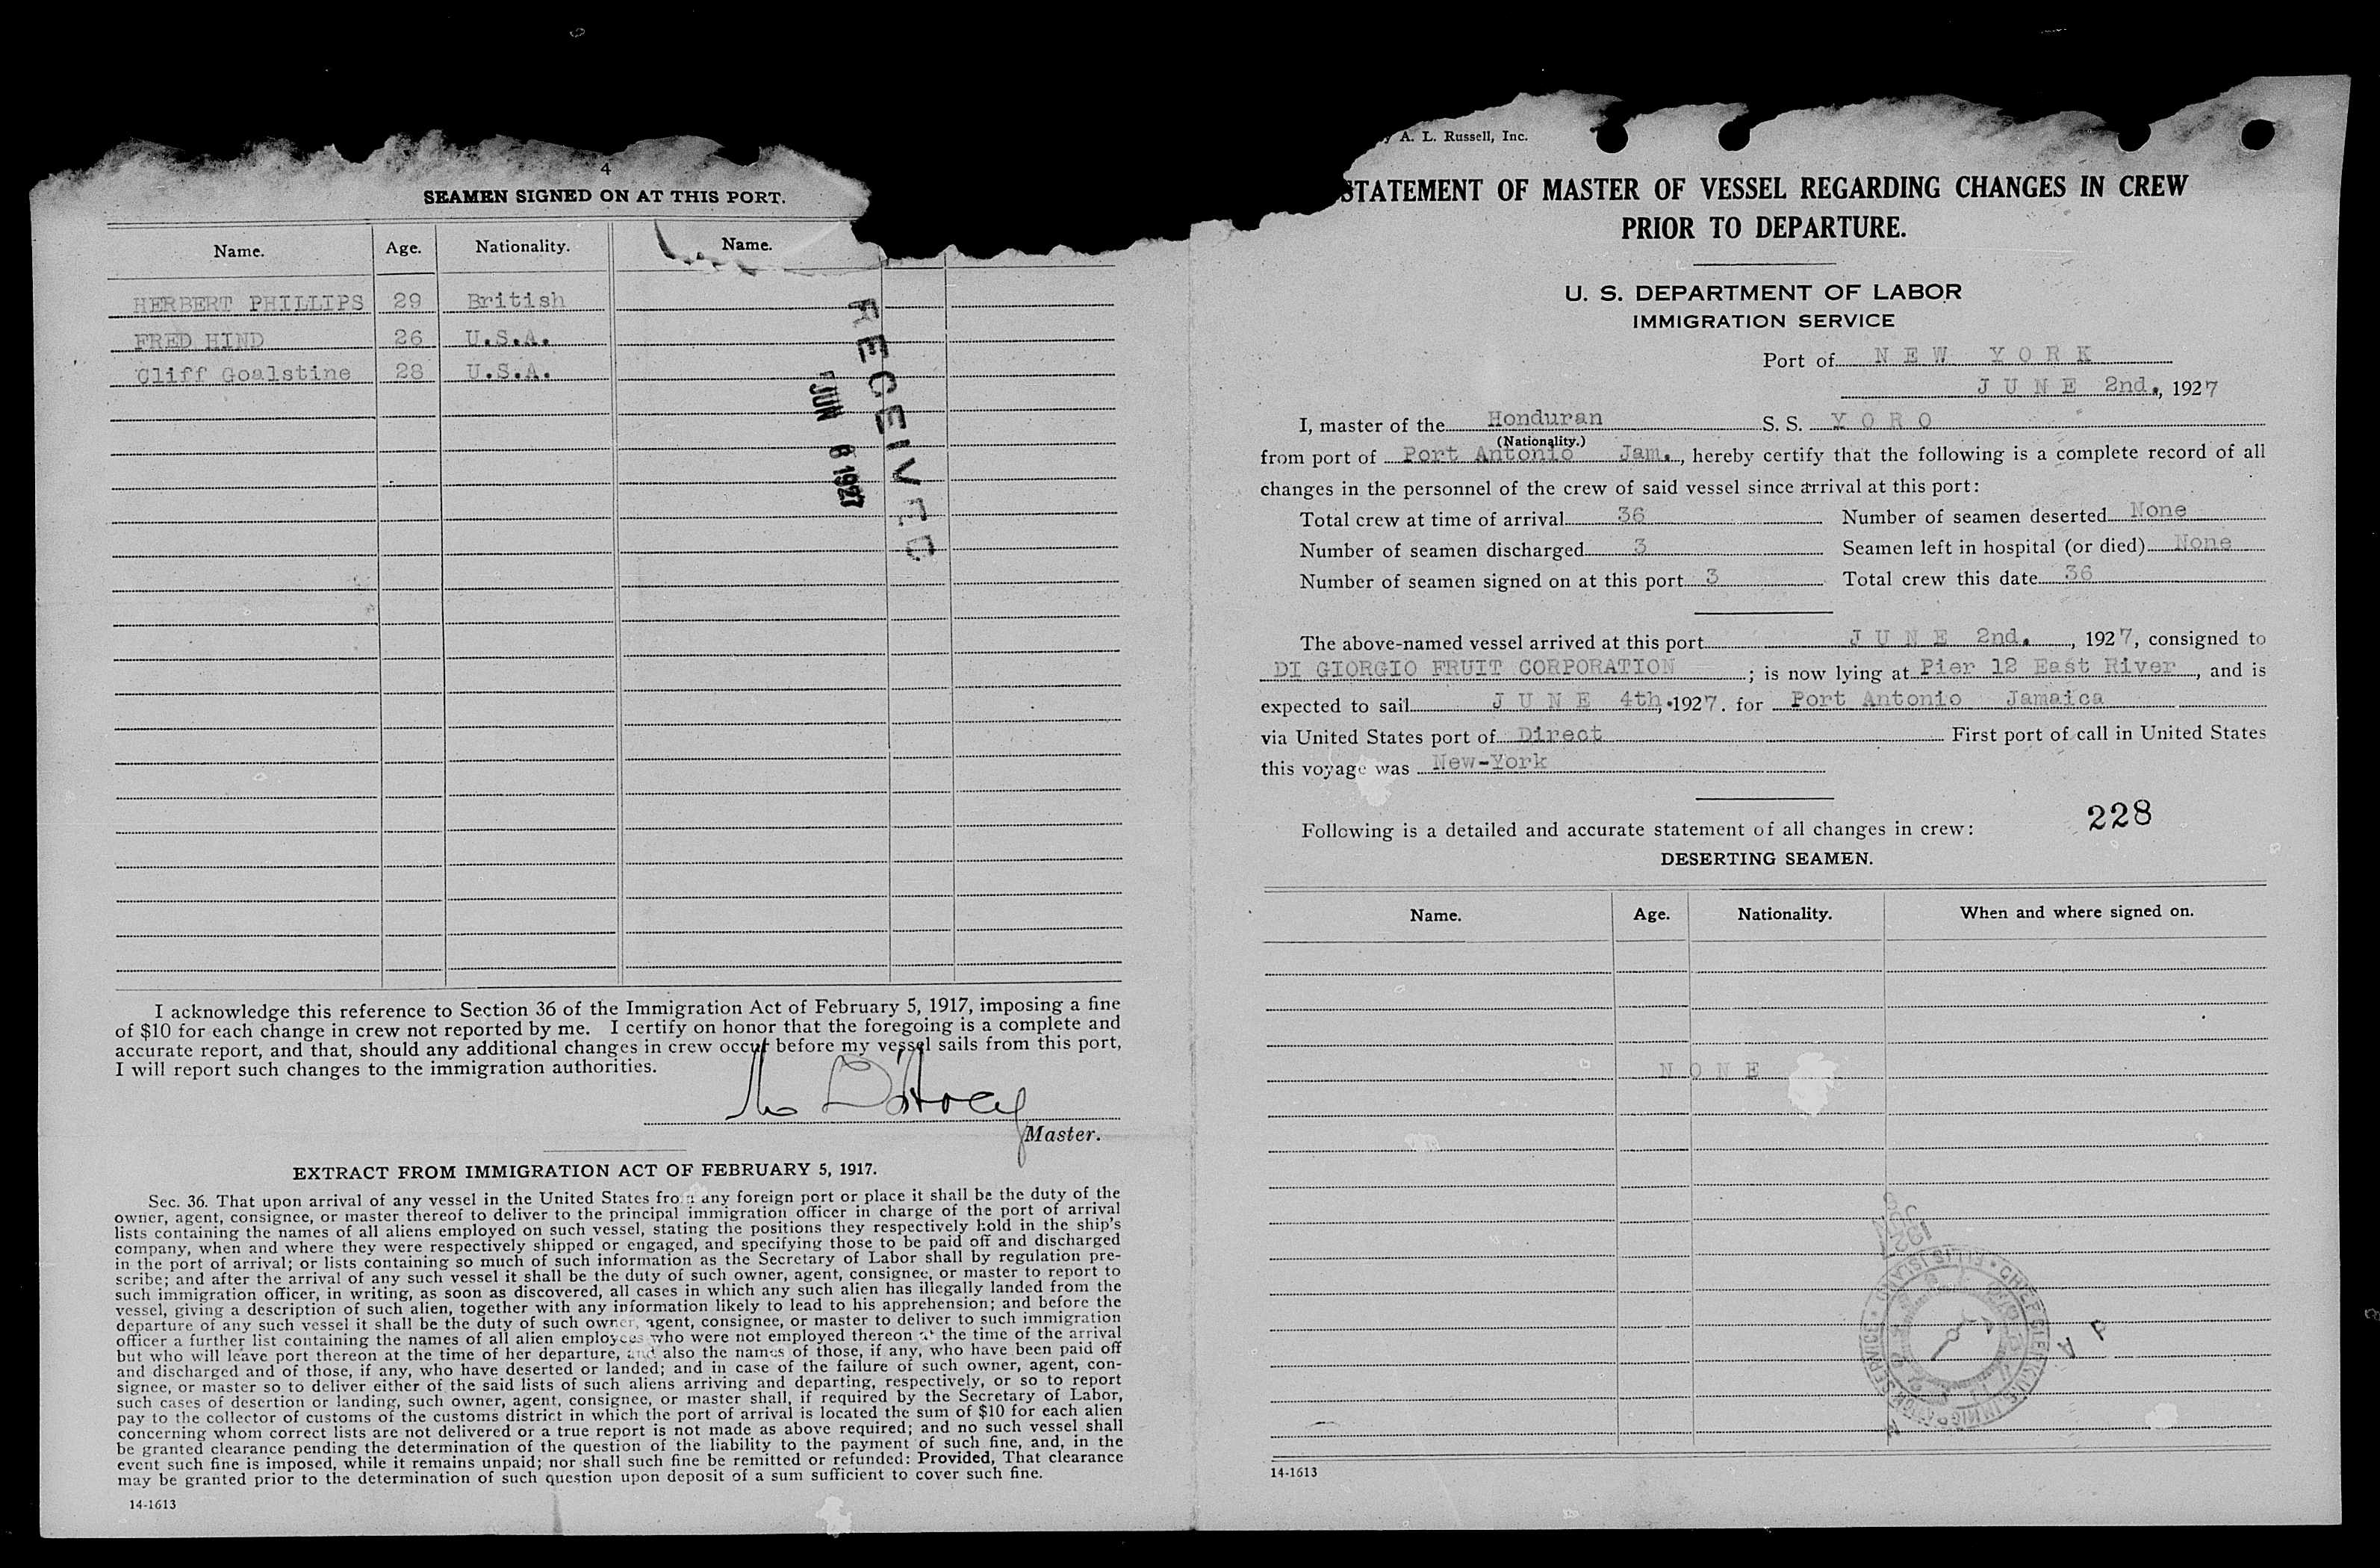 4
SEAMEN SIGNED ON AT THIS PORT.
Name. Age. Nationality. Name.
HERBERT PHILLIPS 29 British
FRED HIND 26 U.S.A.
Cliff Goalstine 28 U.S.A.
RECEIVED
JUN 6 1927
I acknowledge this reference to Section 36 of the Immigration Act of February 5, 1917, imposing a fine
of $10 for each change in crew not reported by me. I certify on honor that the foregoing is a complete and
accurate report, and that, should any additional changes in crew occur before my vessel sails from this port,
I will report such changes to the immigration authorities.
Master.
EXTRACT FROM IMMIGRATION ACT OF FEBRUARY 5, 1917.
Sec. 36. That upon arrival of any vessel in the United States from any foreign port or place it shall be the duty of the
owner, agent, consignee, or master thereof to deliver to the principal immigration officer in charge of the port of arrival
lists containing the names of all aliens employed on such vessel, stating the positions they respectively hold in the ship's
company, when and where they were respectively shipped or engaged, and specifying those to be paid off and discharged
in the port of arrival; or lists containing so much of such information as the Secretary of Labor shall by regulation pre-
scribe; and after the arrival of any such vessel it shall be the duty of such owner, agent, consignee, or master to report to
such immigration officer, in writing, as soon as discovered, all cases in which any such alien has illegally landed from the
vessel, giving a description of such alien, together with any information likely to lead to his apprehension; and before the
departure of any such vessel it shall be the duty of such owner, agent, consignee, or master to deliver to such immigration
officer a further list containing the names of all alien employees who were not employed thereon at the time of the arrival
but who will leave port thereon at the time of her departure, and also the names of those, if any, who have been paid off
and discharged and of those, if any, who have deserted or landed; and in case of the failure of such owner, agent, con-
signee, or master so to deliver either of the said lists of such aliens arriving and departing, respectively, or so to report
such cases of desertion or landing, such owner, agent, consignee, or master shall, if required by the Secretary of Labor,
pay to the collector of customs of the customs district in which the port of arrival is located the sum of $10 for each alien
concerning whom correct lists are not delivered or a true report is not made as above required; and no such vessel shall
be granted clearance pending the determination of the question of the liability to the payment of such fine, and, in the
event such fine is imposed, while it remains unpaid; nor shall such fine be remitted or refunded: Provided, That clearance
may be granted prior to the determination of such question upon deposit of a sum sufficient to cover such fine.
14-1613
A. L. Russell, Inc.
STATEMENT OF MASTER OF VESSEL REGARDING CHANGES IN CREW
PRIOR TO DEPARTURE.
U. S. DEPARTMENT OF LABOR
IMMIGRATION SERVICE
Port of NEW YORK
JUNE 2nd., 1927
I, master of the Honduran S. S. YORO
(Nationality.)
from port of Port Antonio Jam., hereby certify that the following is a complete record of all
changes in the personnel of the crew of said vessel since arrival at this port:
Total crew at time of arrival 36 Number of seamen deserted None
Number of seamen discharged 3 Seamen left in hospital (or died) None
Number of seamen signed on at this port 3 Total crew this date 36
The above-named vessel arrived at this port JUNE 2nd., 1927, consigned to
DI GIORGIO FRUIT CORPORATION; is now lying at Pier 12 East River, and is
expected to sail JUNE 4th, 1927. for Port Antonio Jamaica
via United States port of Direct First port of call in United States
this voyage was New-York
228
Following is a detailed and accurate statement of all changes in crew:
DESERTING SEAMEN.
Name. Age. Nationality. When and where signed on.
NONE
1927
ELLIS ISLAND
14-1613